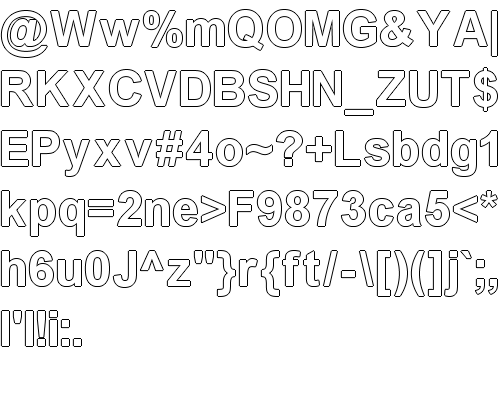 @Ww%mQOMG&YA|
RKXCVDBSHN_ZUT$
EPyxv#4o~?+Lsbdg1
kpq=2ne>F9873ca5<*
h6u0J^z"}r{ft/-\[)(]j`;,
I'l!i:.